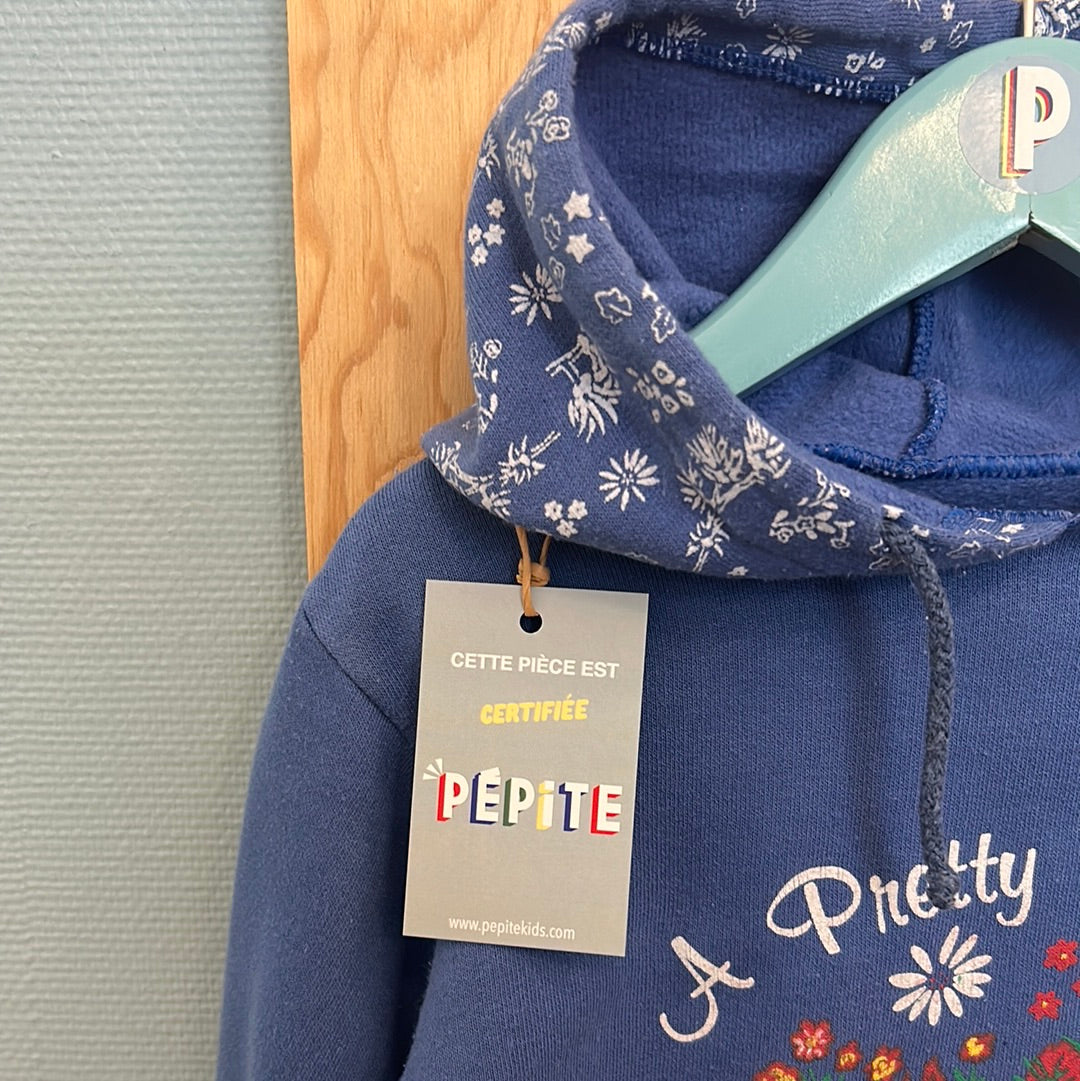 P
CETTE PIÈCE EST
CERTIFIÉE
PÉPiTE
www.pepitekids.com
A Pretty